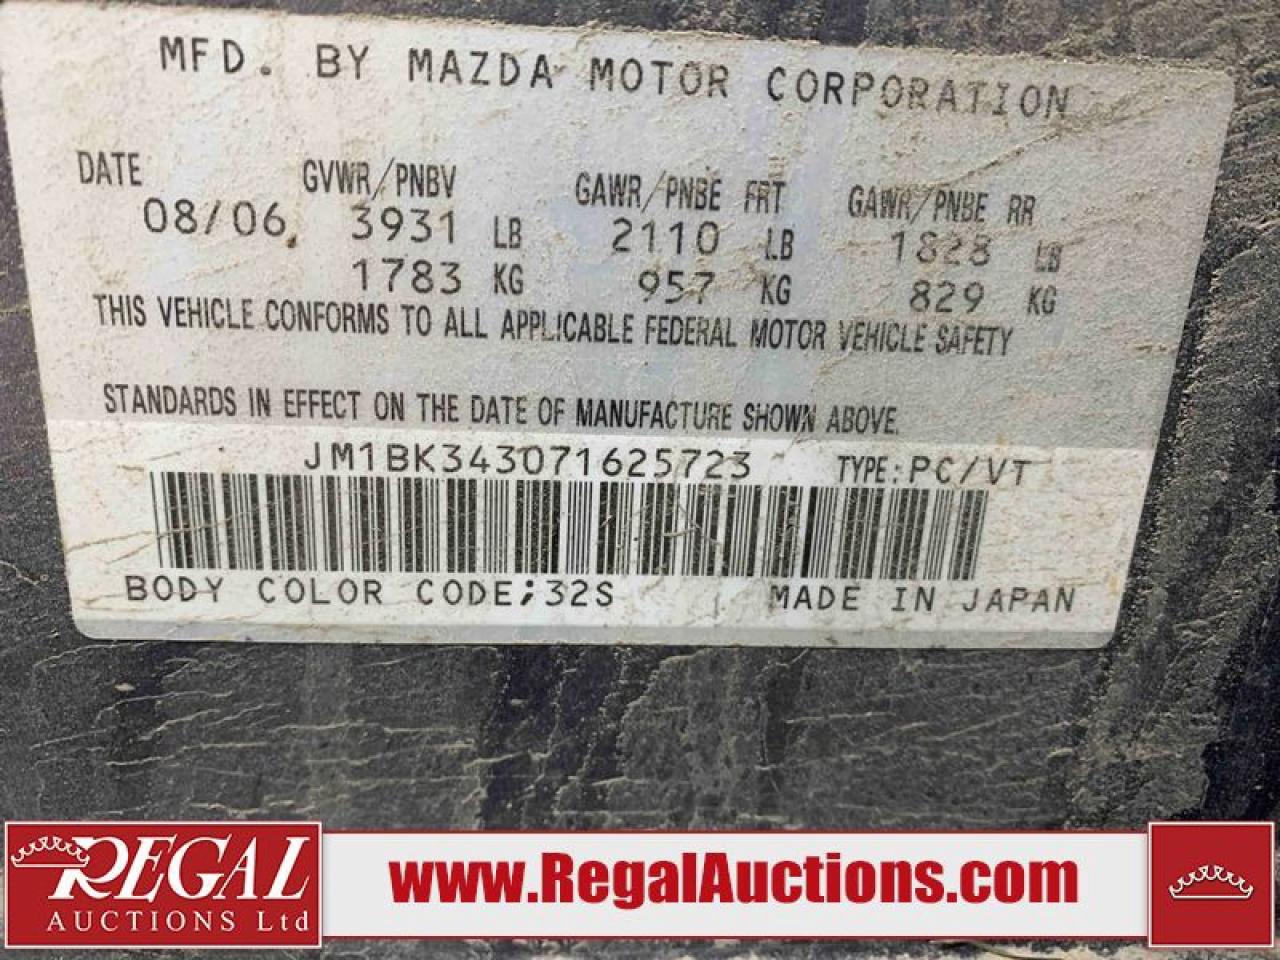 MFD. BY MAZDA MOTOR CORPORATION
DATE GVWR/PNBV GAWR/PNBE FRT GAWR/PNBE RR
08/06 3931 LB 2110 LB 1828 LB
1783 KG 957 KG 829 KG
THIS VEHICLE CONFORMS TO ALL APPLICABLE FEDERAL MOTOR VEHICLE SAFETY
STANDARDS IN EFFECT ON THE DATE OF MANUFACTURE SHOWN ABOVE.
JM1BK343071625723 TYPE: PC/VT
BODY COLOR CODE;32S MADE IN JAPAN
REGAL
AUCTIONS Ltd
www.RegalAuctions.com